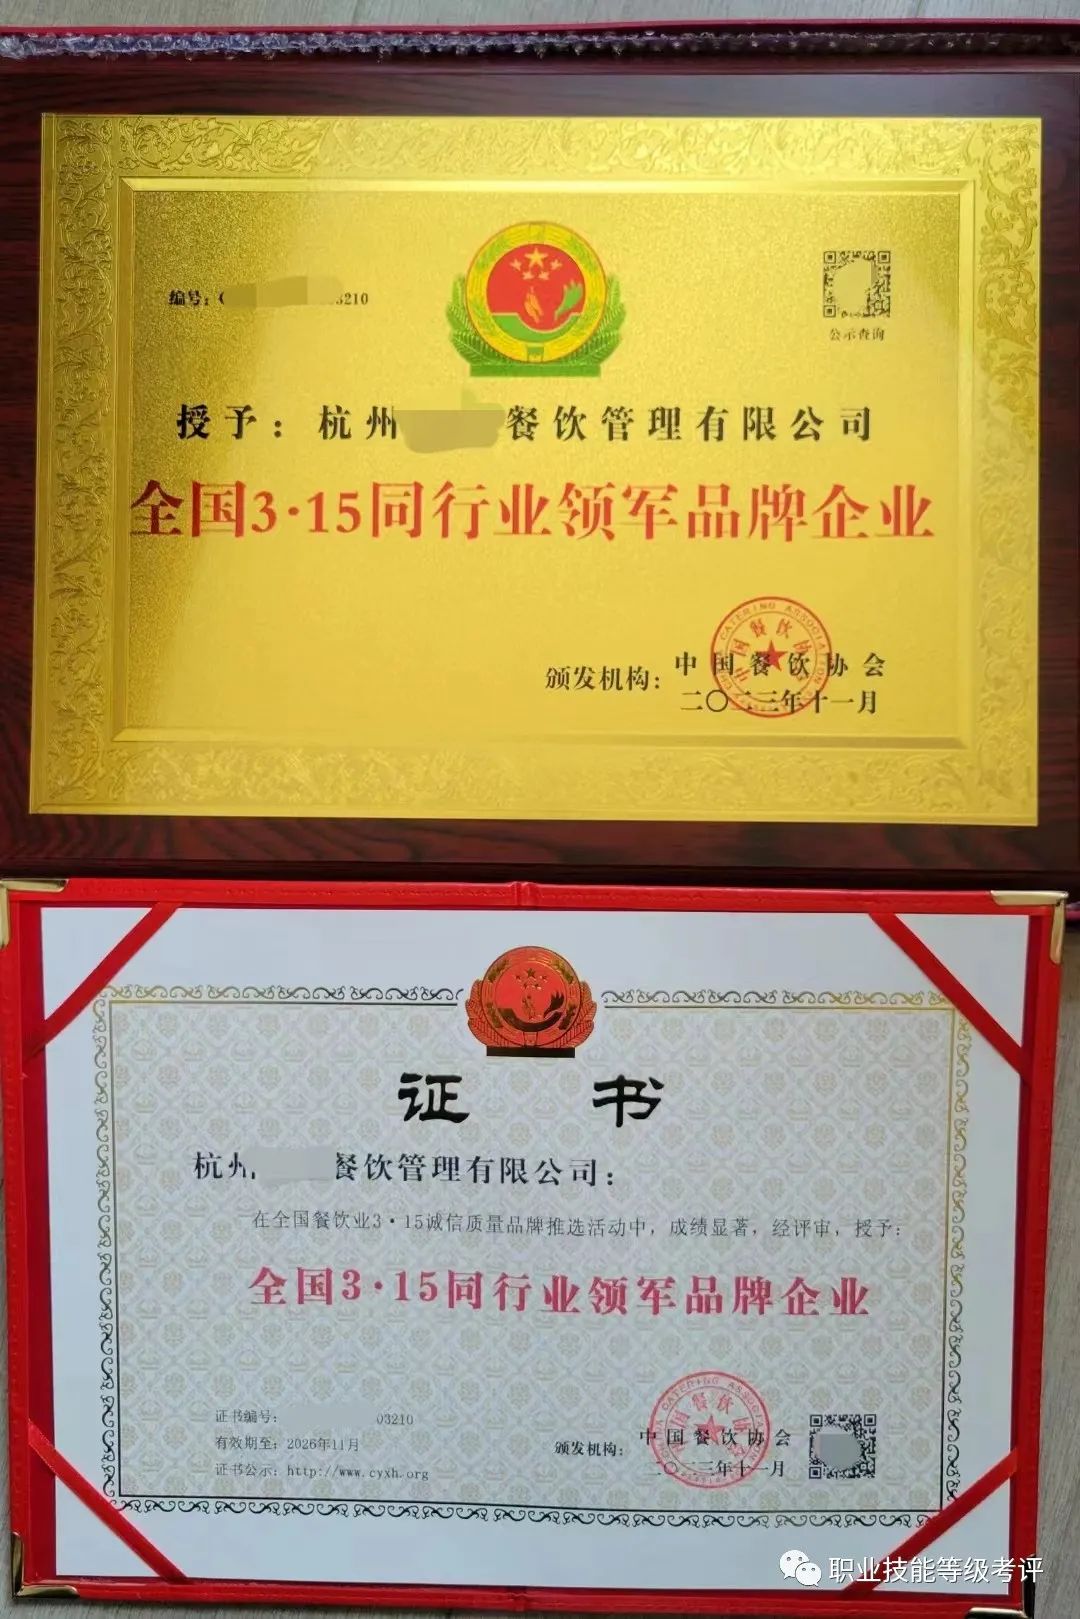 编号：
3210
公示查询
授予：杭州
餐饮管理有限公司
全国3·15同行业领军品牌企业
颁发机构：
中国餐饮协会
二〇二三年十一月
证书
杭州
餐饮管理有限公司：
在全国餐饮业3·15诚信质量品牌推选活动中，成绩显著，经评审，授予：
全国3·15同行业领军品牌企业
证书编号：
03210
有效期至：2026年11月
证书公示：http://www.cyxh.org
颁发机构：
中国餐饮协会
二〇二三年十一月
职业技能等级考评